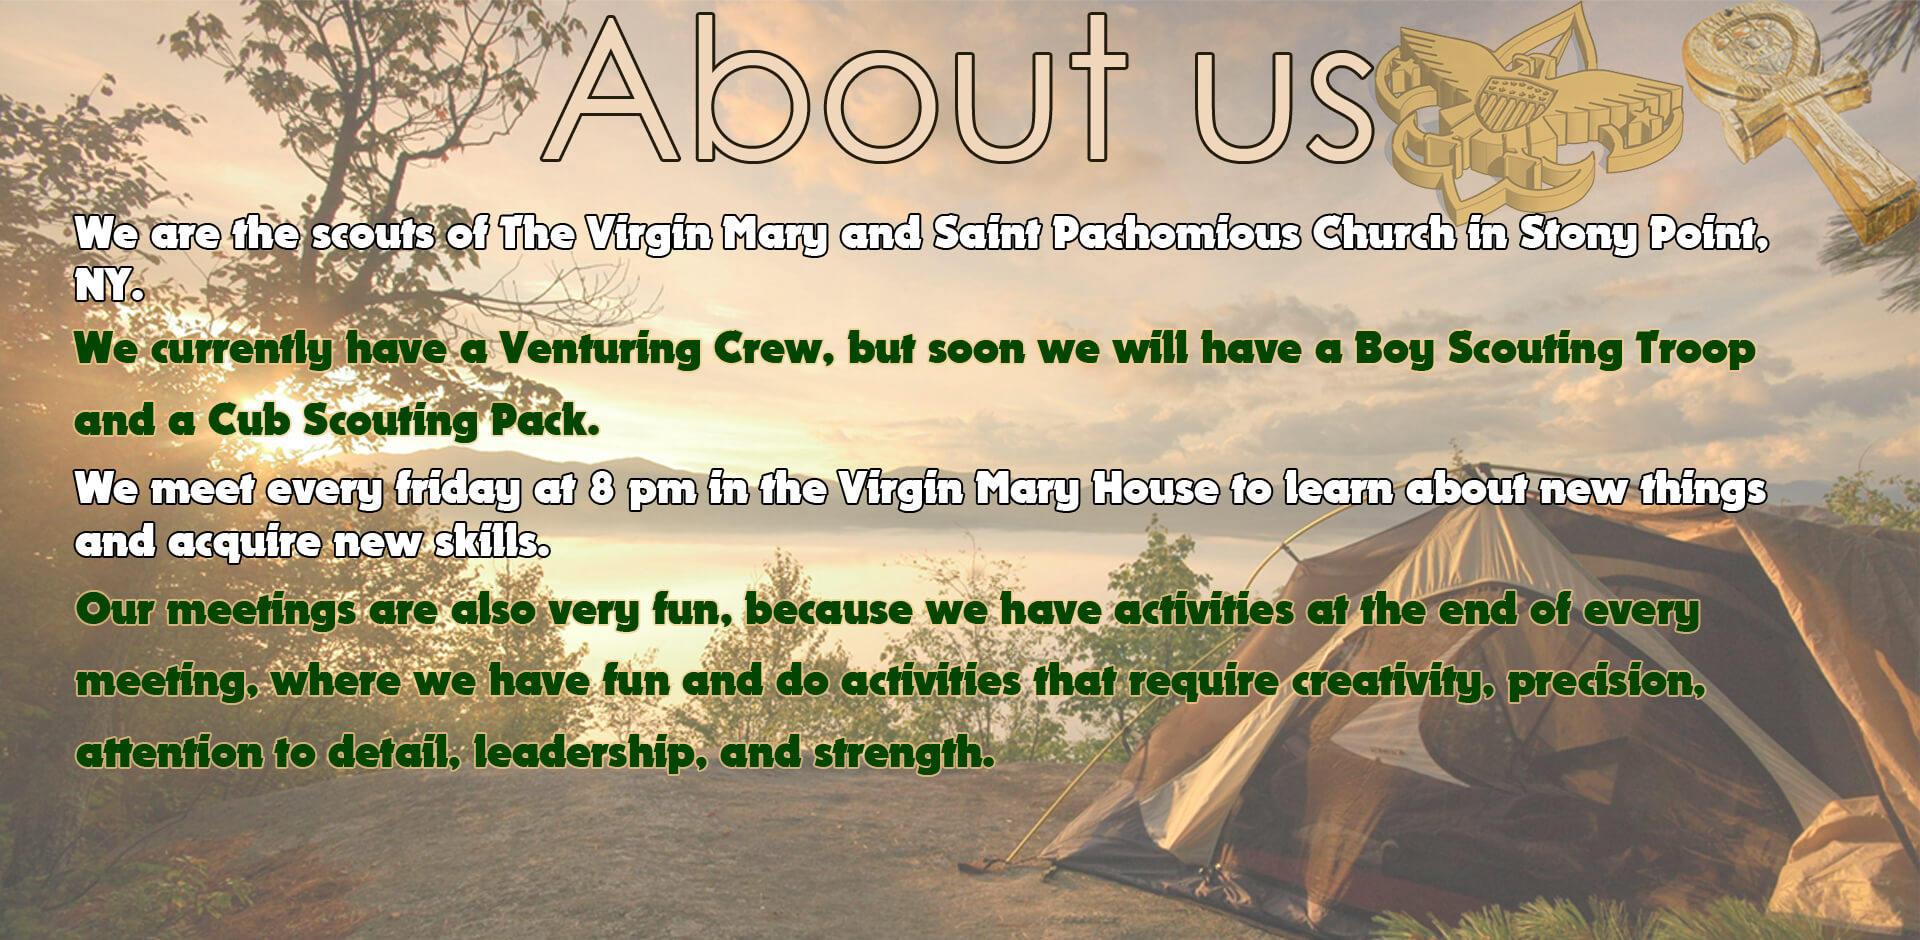 About us
We are the scouts of The Virgin Mary and Saint Pachomious Church in Stony Point,
NY.
We currently have a Venturing Crew, but soon we will have a Boy Scouting Troop
and a Cub Scouting Pack.
We meet every friday at 8 pm in the Virgin Mary House to learn about new things
and acquire new skills.
Our meetings are also very fun, because we have activities at the end of every
meeting, where we have fun and do activities that require creativity, precision,
attention to detail, leadership, and strength.